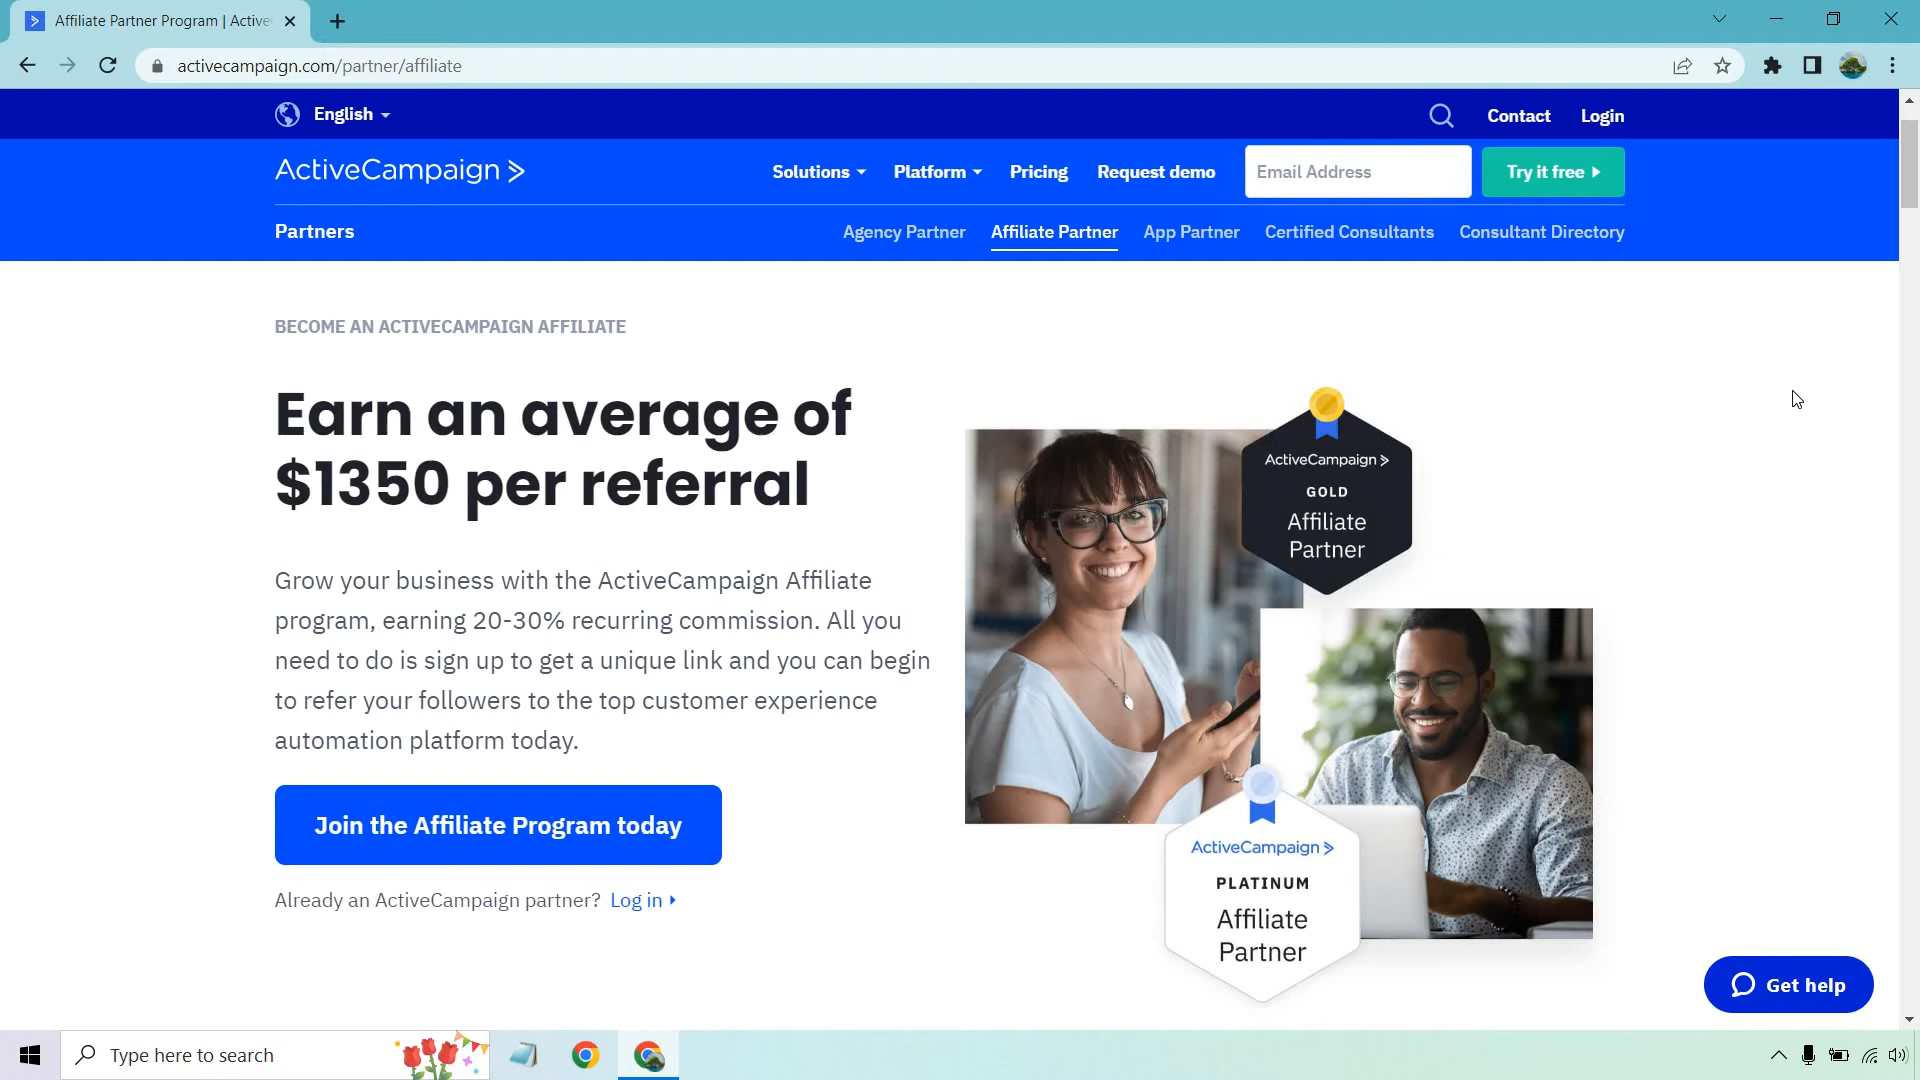 Affiliate Partner Program | Active
activecampaign.com/partner/affiliate
English
Contact
Login
ActiveCampaign >
Solutions
Platform
Pricing
Request demo
Email Address
Try it free
Partners
Agency Partner
Affiliate Partner
App Partner
Certified Consultants
Consultant Directory
BECOME AN ACTIVECAMPAIGN AFFILIATE
Earn an average of
$1350 per referral
Grow your business with the ActiveCampaign Affiliate
program, earning 20-30% recurring commission. All you
need to do is sign up to get a unique link and you can begin
to refer your followers to the top customer experience
automation platform today.
Join the Affiliate Program today
Already an ActiveCampaign partner? Log in
ActiveCampaign >
GOLD
Affiliate
Partner
ActiveCampaign >
PLATINUM
Affiliate
Partner
Get help
Type here to search